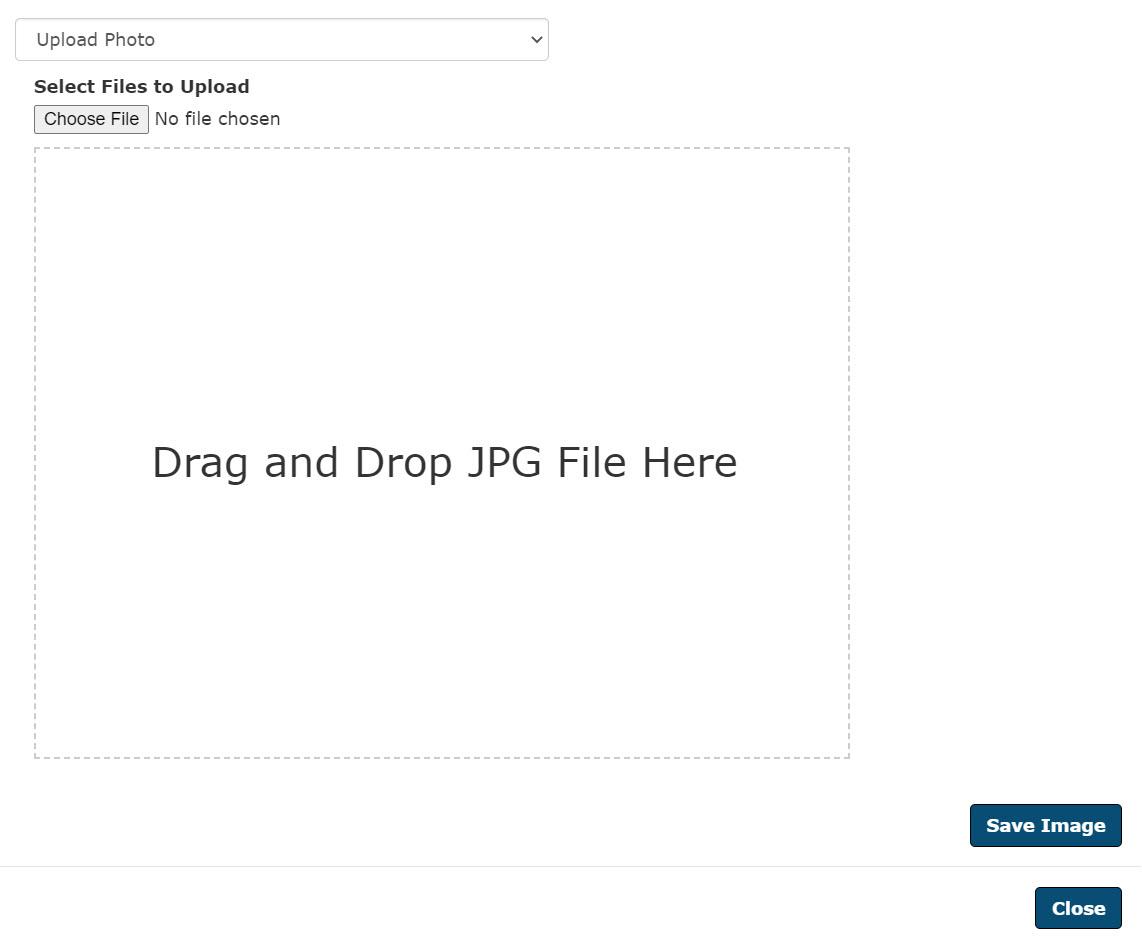 Upload Photo
Select Files to Upload
Choose File No file chosen
Drag and Drop JPG File Here
Save Image
Close